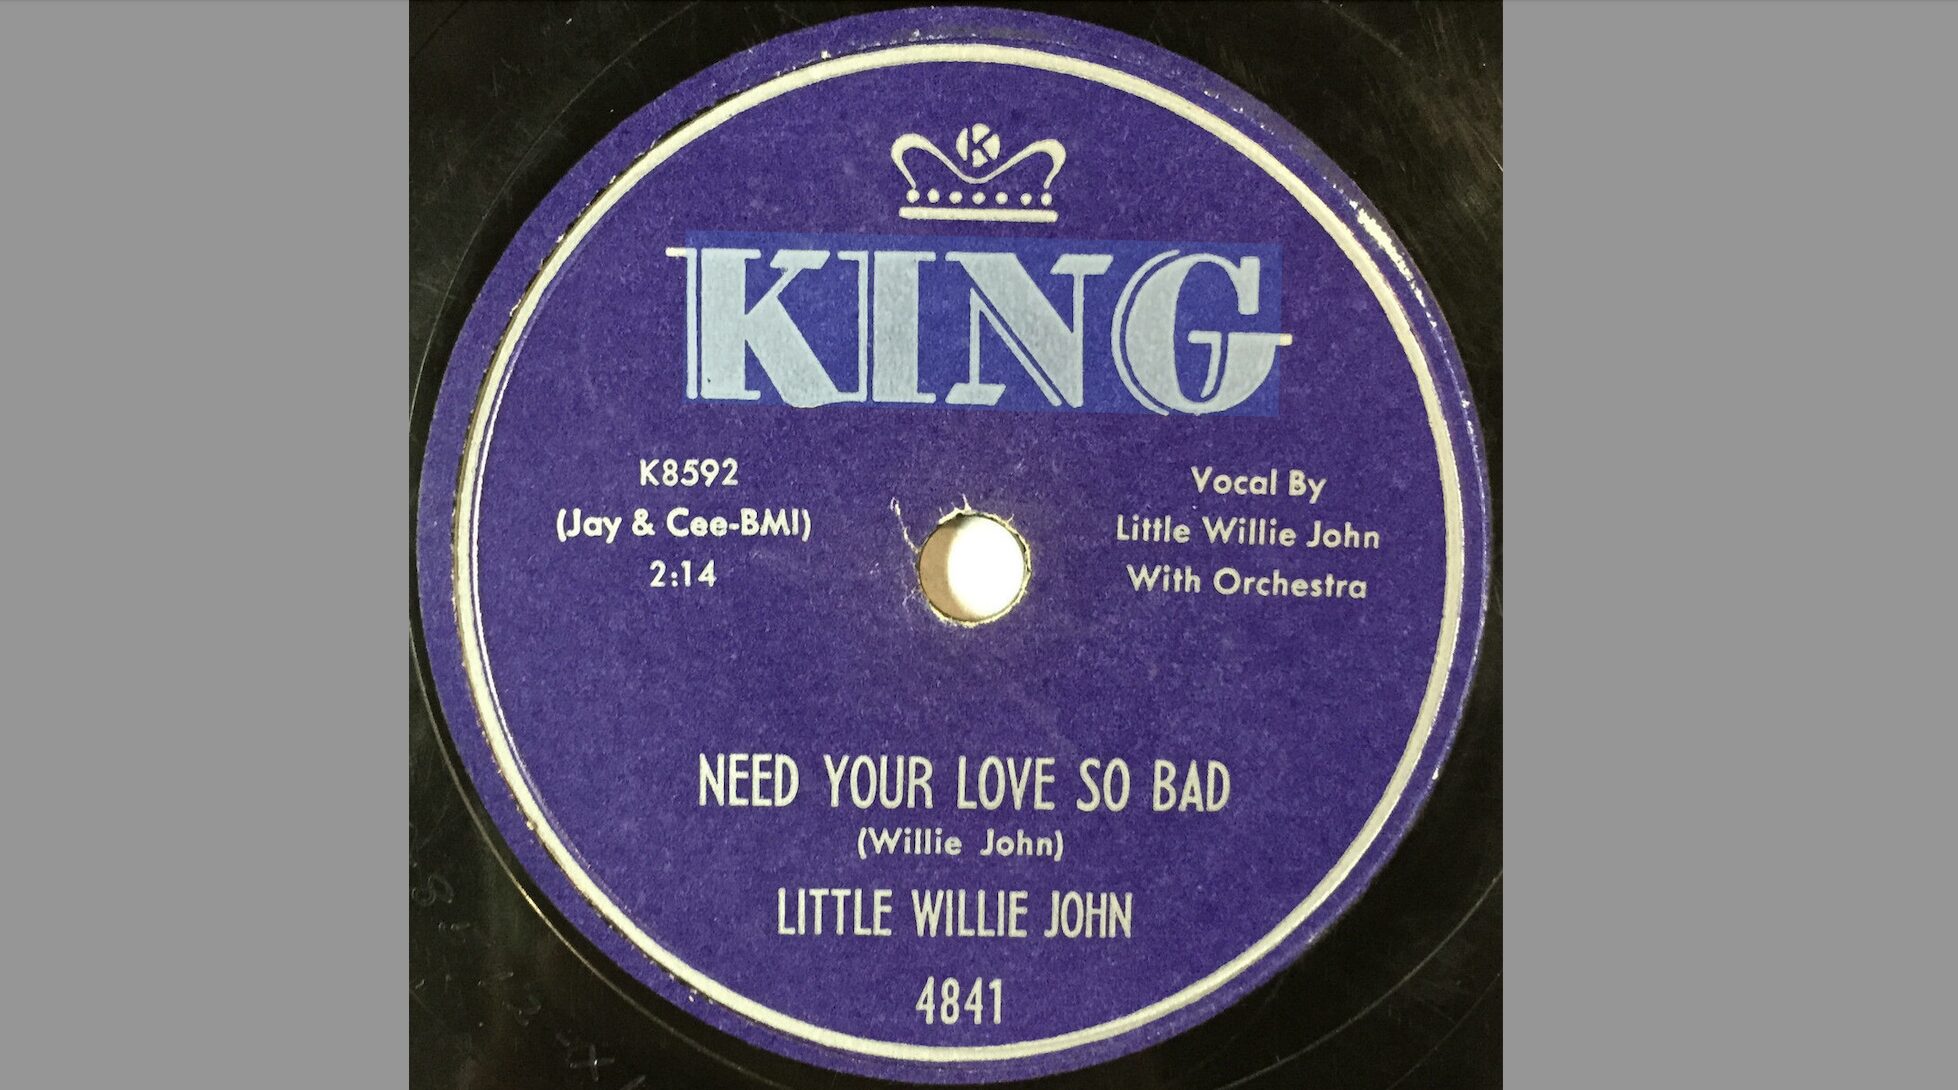 K
KING
K8592
(Jay & Cee-BMI)
2:14
Vocal By
Little Willie John
With Orchestra
NEED YOUR LOVE SO BAD
(Willie John)
LITTLE WILLIE JOHN
4841